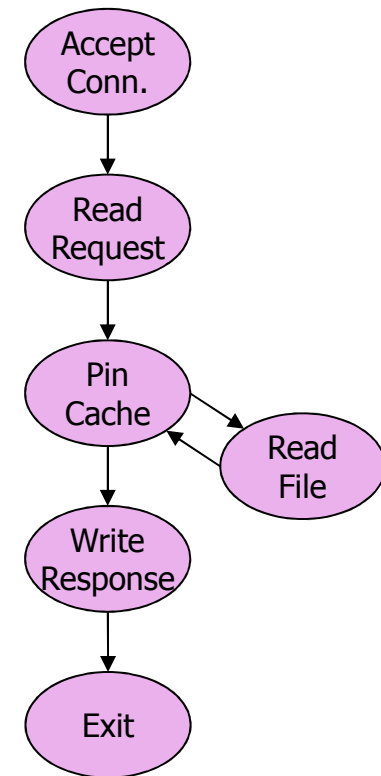 Accept
Conn.
Read
Request
Pin
Cache
Read
File
Write
Response
Exit